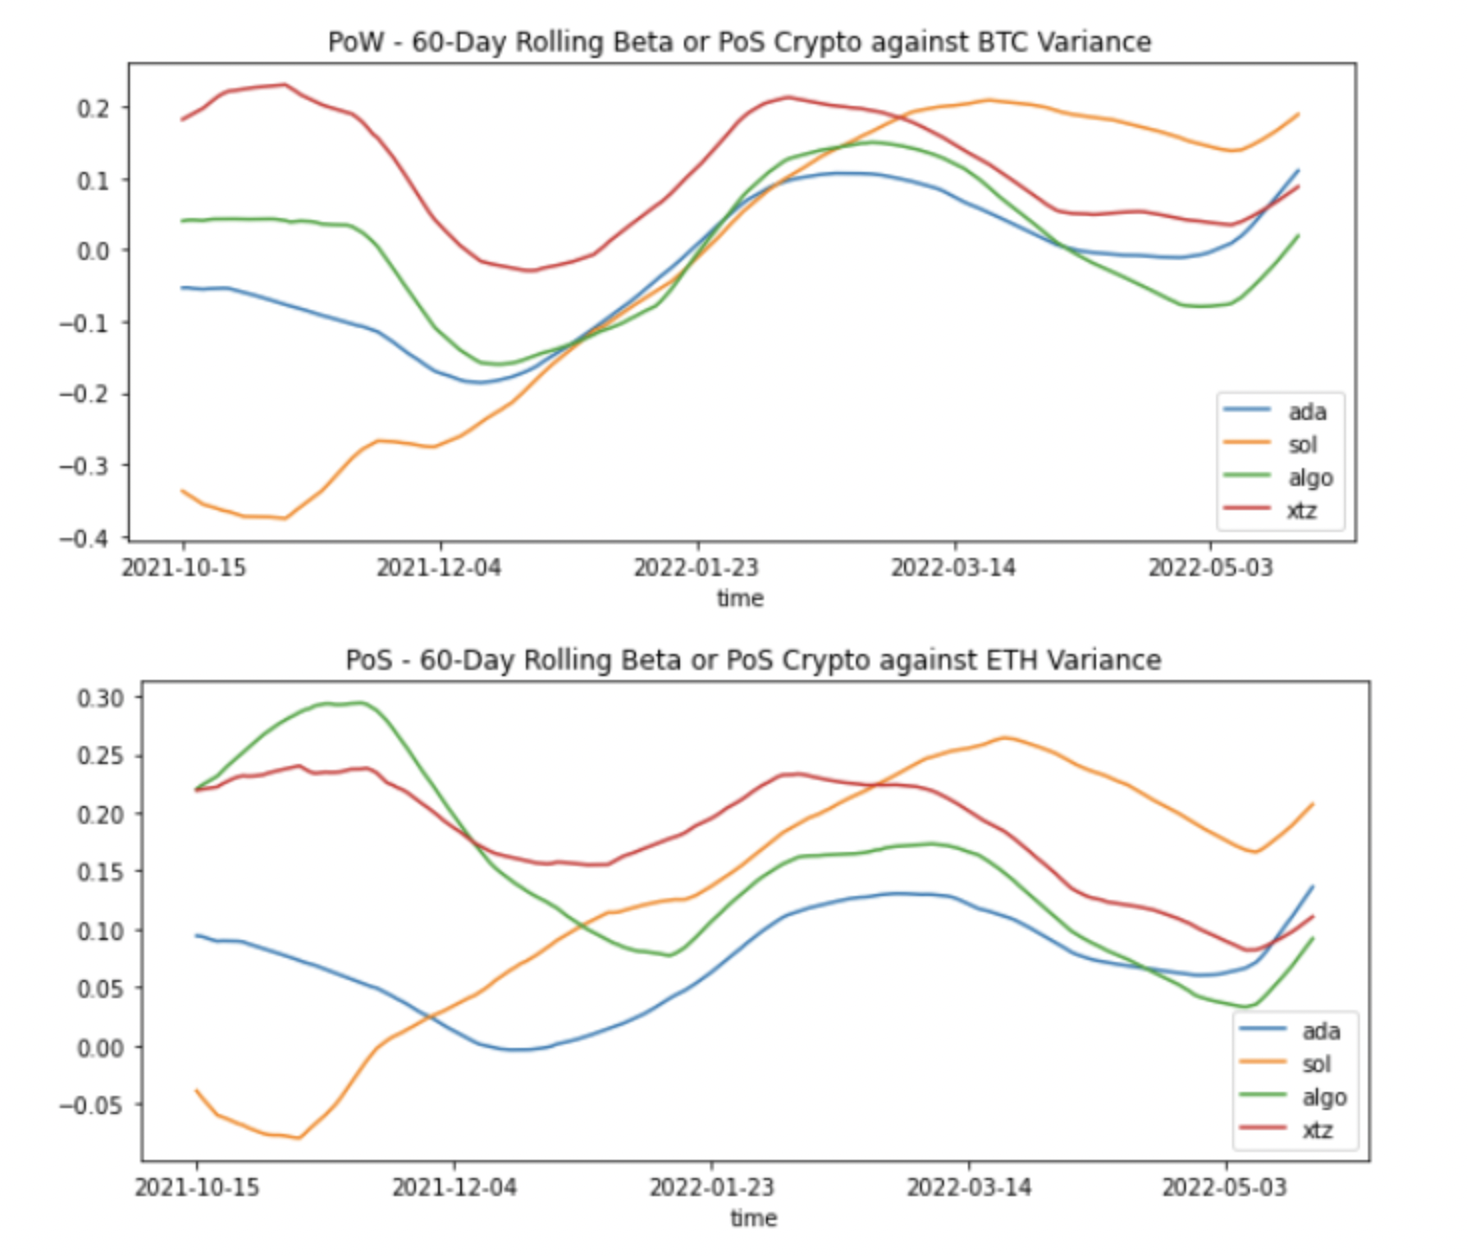 PoW - 60-Day Rolling Beta or PoS Crypto against BTC Variance
0.2
0.1
0.0
−0.1
−0.2
−0.3
−0.4
ada
sol
algo
xtz
2021-10-15 2021-12-04 2022-01-23 2022-03-14 2022-05-03
time
PoS - 60-Day Rolling Beta or PoS Crypto against ETH Variance
0.30
0.25
0.20
0.15
0.10
0.05
0.00
−0.05
ada
sol
algo
xtz
2021-10-15 2021-12-04 2022-01-23 2022-03-14 2022-05-03
time